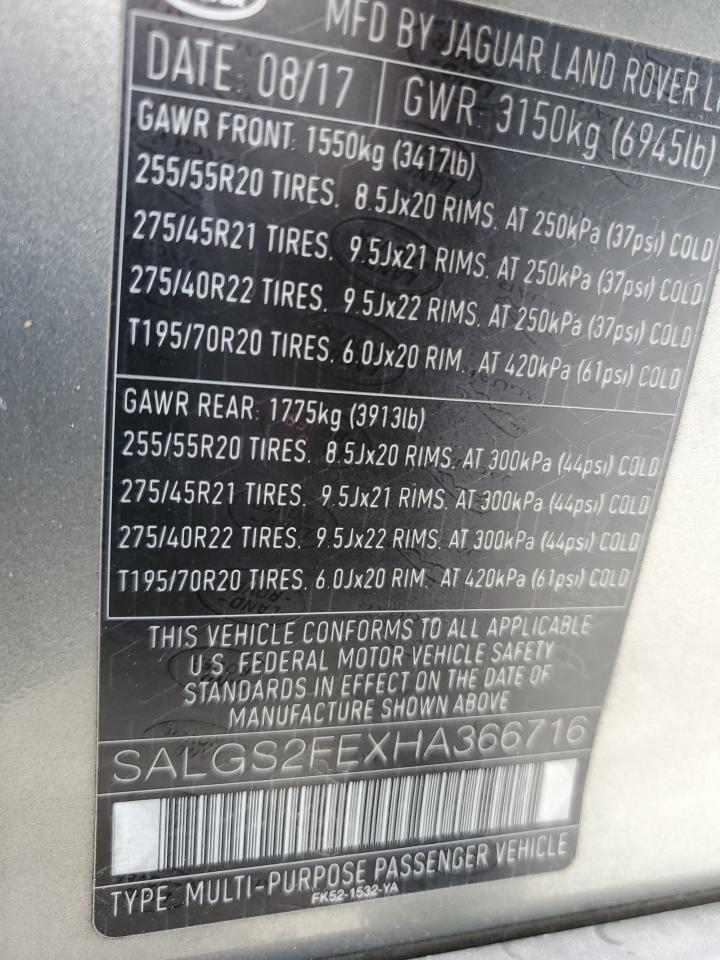 MFD BY JAGUAR LAND ROVER
DATE: 08/17 GWR: 3150kg (6945lb)
GAWR FRONT: 1550kg (3417lb)
255/55R20 TIRES. 8.5Jx20 RIMS. AT 250kPa (37psi) COLD
275/45R21 TIRES. 9.5Jx21 RIMS. AT 250kPa (37psi) COLD
275/40R22 TIRES. 9.5Jx22 RIMS. AT 250kPa (37psi) COLD
T195/70R20 TIRES. 6.0Jx20 RIM. AT 420kPa (61psi) COLD
GAWR REAR: 1775kg (3913lb)
255/55R20 TIRES. 8.5Jx20 RIMS. AT 300kPa (44psi) COLD
275/45R21 TIRES. 9.5Jx21 RIMS. AT 300kPa (44psi) COLD
275/40R22 TIRES. 9.5Jx22 RIMS. AT 300kPa (44psi) COLD
T195/70R20 TIRES. 6.0Jx20 RIM. AT 420kPa (61psi) COLD
THIS VEHICLE CONFORMS TO ALL APPLICABLE
U.S. FEDERAL MOTOR VEHICLE SAFETY
STANDARDS IN EFFECT ON THE DATE OF
MANUFACTURE SHOWN ABOVE
SALGS2FEXHA366716
TYPE: MULTI-PURPOSE PASSENGER VEHICLE
FK52-1532-YA